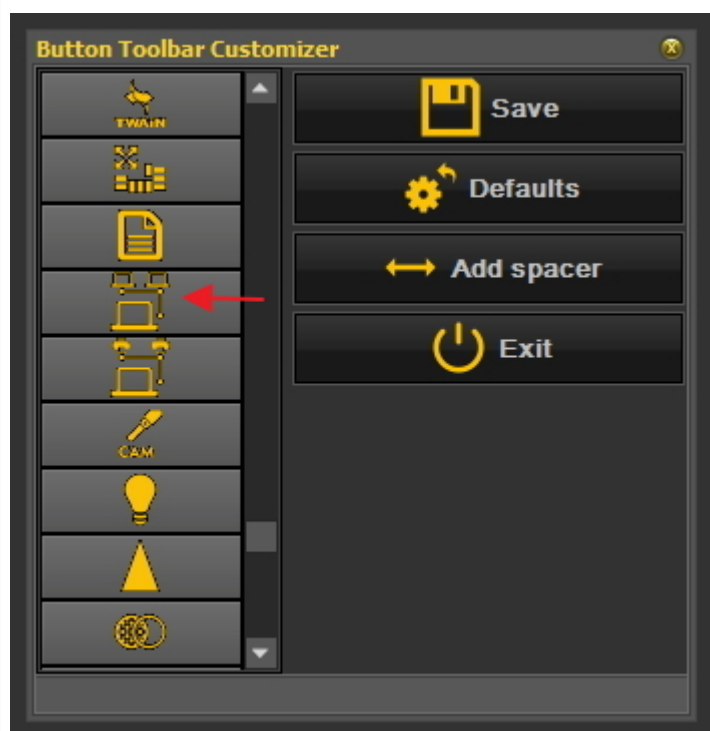 Button Toolbar Customizer
TWAIN
Save
Defaults
Add spacer
Exit
CAM